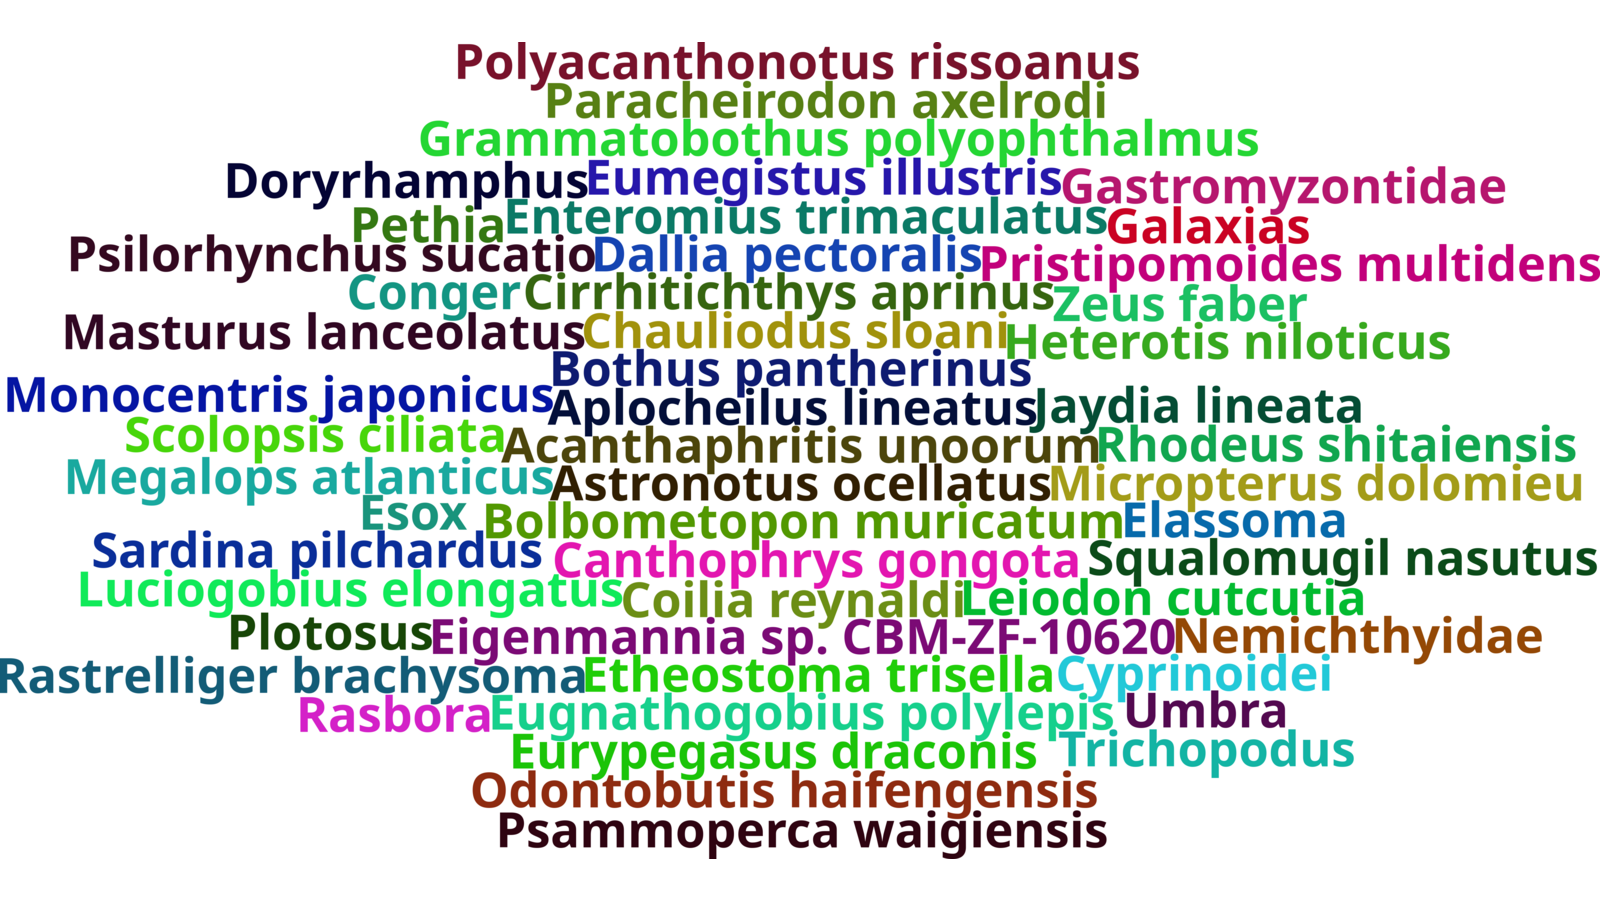 Polyacanthonotus rissoanus
Paracheirodon axelrodi
Grammatobothus polyophthalmus
Doryrhamphus Eumegistus illustris Gastromyzontidae
Pethia Enteromius trimaculatus Galaxias
Psilorhynchus sucatio Dallia pectoralis Pristipomoides multidens
Conger Cirrhitichthys aprinus Zeus faber
Masturus lanceolatus Chauliodus sloani Heterotis niloticus
Bothus pantherinus
Monocentris japonicus Aplocheilus lineatus Jaydia lineata
Scolopsis ciliata Acanthaphritis unoorum Rhodeus shitaiensis
Megalops atlanticus Astronotus ocellatus Micropterus dolomieu
Esox Bolbometopon muricatum Elassoma
Sardina pilchardus Canthophrys gongota Squalomugil nasutus
Luciogobius elongatus Coilia reynaldi Leiodon cutcutia
Plotosus Eigenmannia sp. CBM-ZF-10620 Nemichthyidae
Rastrelliger brachysoma Etheostoma trisella Cyprinoidei
Rasbora Eugnathogobius polylepis Umbra
Eurypegasus draconis Trichopodus
Odontobutis haifengensis
Psammoperca waigiensis